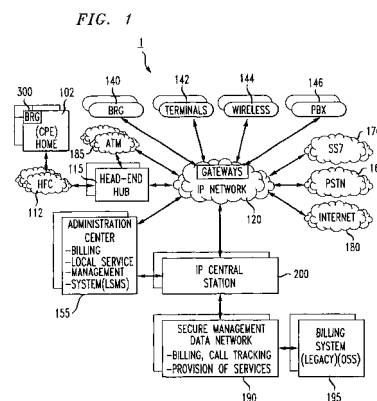 FIG. 1
1
140
142
144
146
BRG
TERMINALS
WIRELESS
PBX
300
102
BRG
(CPE)
HOME
185
ATM
115
HEAD-END
HUB
HFC
112
GATEWAYS
IP NETWORK
120
SS7
PSTN
INTERNET
180
ADMINISTRATION
CENTER
-BILLING
-LOCAL SERVICE
-MANAGEMENT
-SYSTEM(LSMS)
155
IP CENTRAL
STATION
200
SECURE MANAGEMENT
DATA NETWORK
-BILLING, CALL TRACKING
-PROVISION OF SERVICES
190
BILLING
SYSTEM
(LEGACY)(OSS)
195